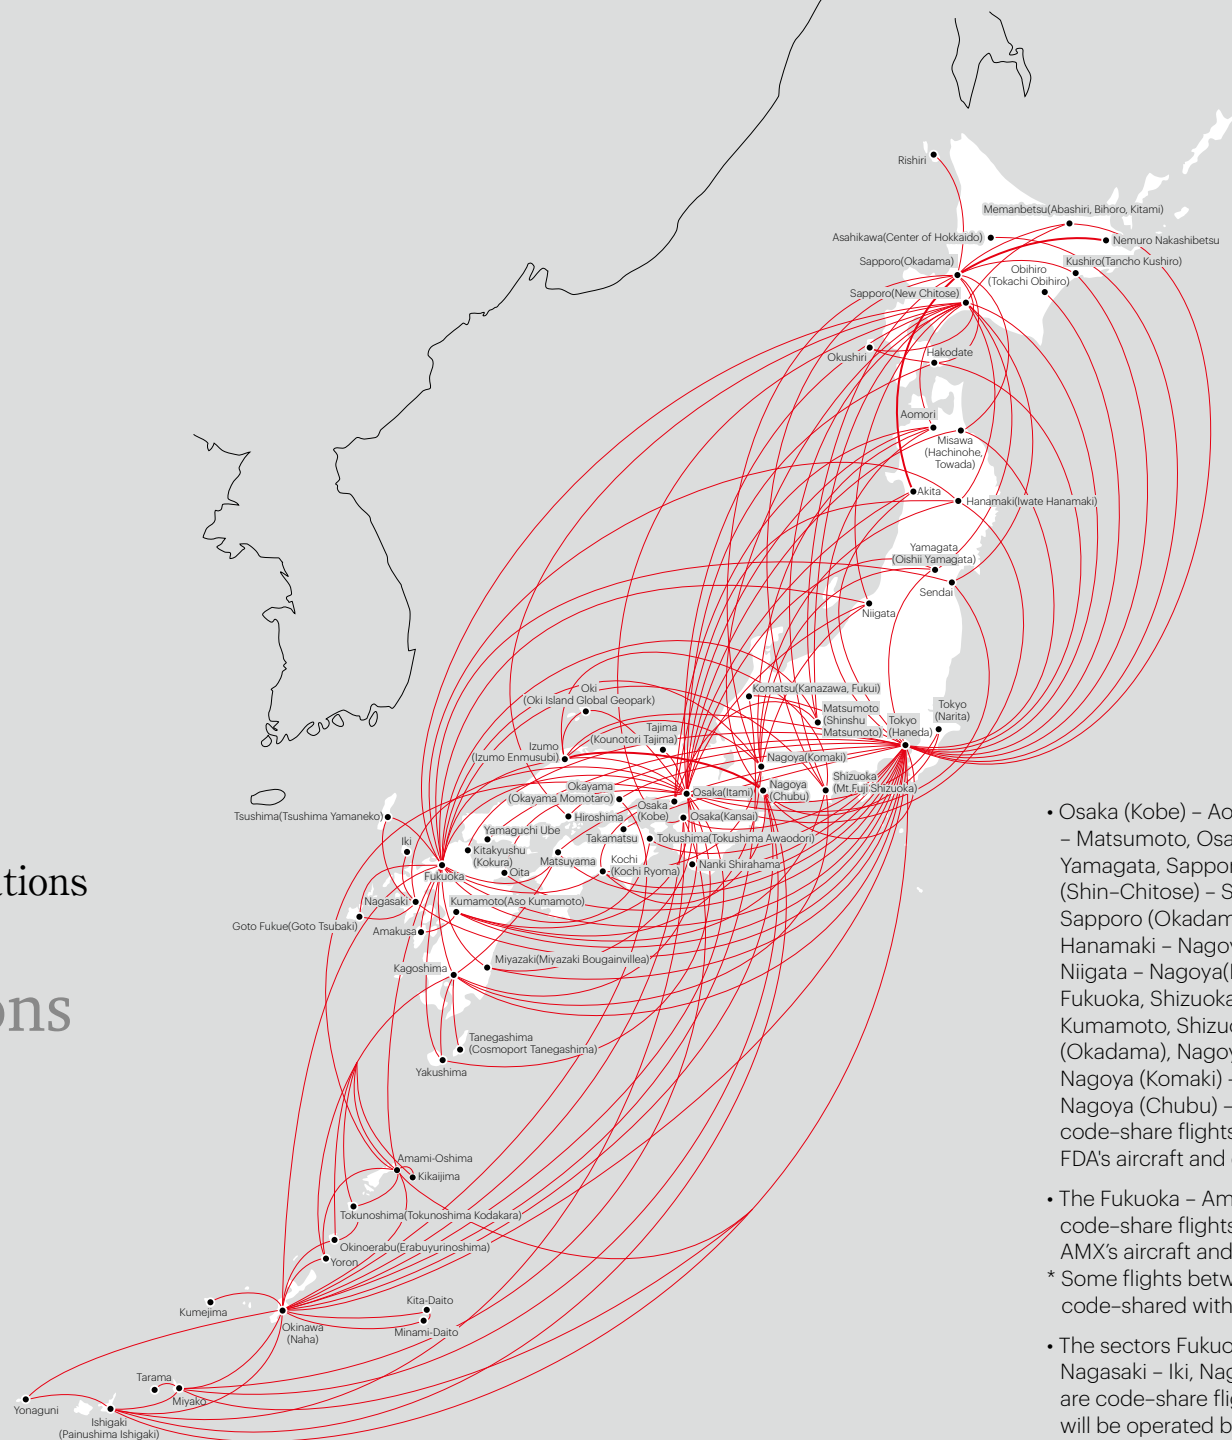 Rishiri
Memanbetsu(Abashiri, Bihoro, Kitami)
Asahikawa(Center of Hokkaido)
Nemuro Nakashibetsu
Sapporo(Okadama)
Kushiro(Tancho Kushiro)
Obihiro
(Tokachi Obihiro)
Sapporo(New Chitose)
Okushiri
Hakodate
Aomori
Misawa
(Hachinohe,
Towada)
Akita
Hanamaki(Iwate Hanamaki)
Yamagata
(Oishii Yamagata)
Sendai
Niigata
Komatsu(Kanazawa, Fukui)
Oki
(Oki Island Global Geopark)
Matsumoto
(Shinshu
Matsumoto)
Tokyo
(Haneda)
Tokyo
(Narita)
Tajima
(Kounotori Tajima)
Izumo
(Izumo Enmusubi)
Nagoya(Komaki)
Nagoya
(Chubu)
Shizuoka
(Mt.Fuji Shizuoka)
Okayama
(Okayama Momotaro)
Osaka(Itami)
Osaka
(Kobe)
Osaka(Kansai)
Tsushima(Tsushima Yamaneko)
Hiroshima
Yamaguchi Ube
Takamatsu
Tokushima(Tokushima Awaodori)
Iki
Kitakyushu
(Kokura)
Matsuyama
Kochi
(Kochi Ryoma)
Nanki Shirahama
Oita
Fukuoka
Nagasaki
Kumamoto(Aso Kumamoto)
Goto Fukue(Goto Tsubaki)
Amakusa
Miyazaki(Miyazaki Bougainvillea)
Kagoshima
Tanegashima
(Cosmoport Tanegashima)
Yakushima
Amami-Oshima
Kikaijima
Tokunoshima(Tokunoshima Kodakara)
Okinoerabu(Erabuyurinoshima)
Yoron
Kumejima
Okinawa
(Naha)
Kita-Daito
Minami-Daito
Tarama
Miyako
Yonaguni
Ishigaki
(Painushima Ishigaki)
ations
ons
• Osaka (Kobe) – Ao
– Matsumoto, Osa
Yamagata, Sappor
(Shin-Chitose) – S
Sapporo (Okadam
Hanamaki – Nagoy
Niigata – Nagoya(
Fukuoka, Shizuoka
Kumamoto, Shizuo
(Okadama), Nagoy
Nagoya (Komaki) –
Nagoya (Chubu) –
code-share flights
FDA's aircraft and
• The Fukuoka – Am
code-share flights
AMX's aircraft and
* Some flights betw
code-shared with
• The sectors Fukuo
Nagasaki – Iki, Nag
are code-share flig
will be operated b